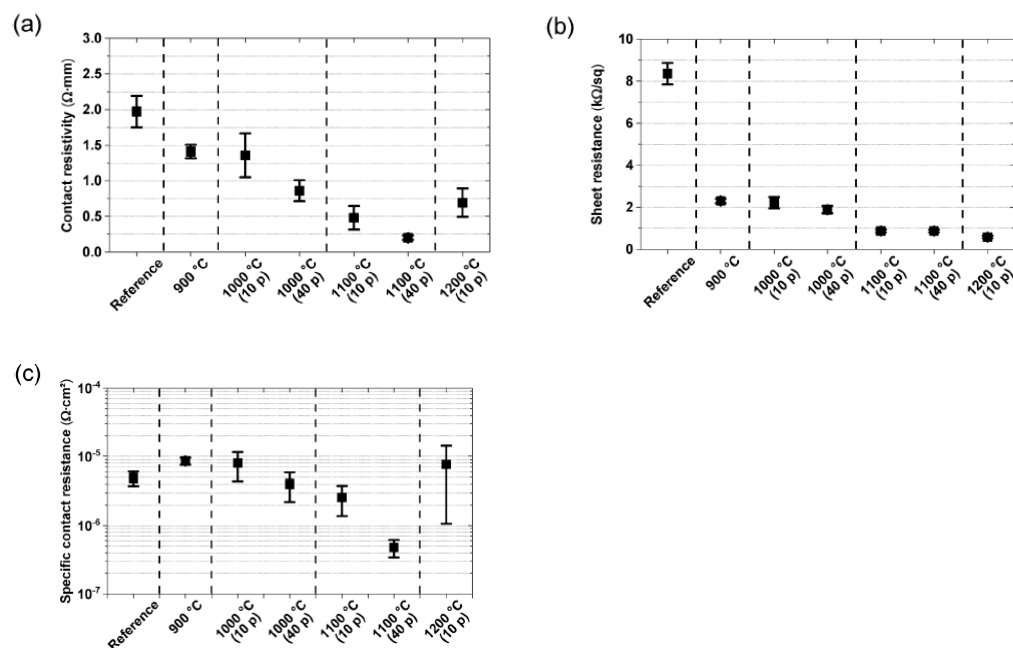 (a)
Contact resistivity (Ω·mm)
3.0
2.5
2.0
1.5
1.0
0.5
0.0
Reference
900 °C
1000 °C
(10 p)
1000 °C
(40 p)
1100 °C
(10 p)
1100 °C
(40 p)
1200 °C
(10 p)
(b)
Sheet resistance (kΩ/sq)
10
8
6
4
2
0
Reference
900 °C
1000 °C
(10 p)
1000 °C
(40 p)
1100 °C
(10 p)
1100 °C
(40 p)
1200 °C
(10 p)
(c)
Specific contact resistance (Ω·cm²)
10⁻⁴
10⁻⁵
10⁻⁶
10⁻⁷
Reference
900 °C
1000 °C
(10 p)
1000 °C
(40 p)
1100 °C
(10 p)
1100 °C
(40 p)
1200 °C
(10 p)